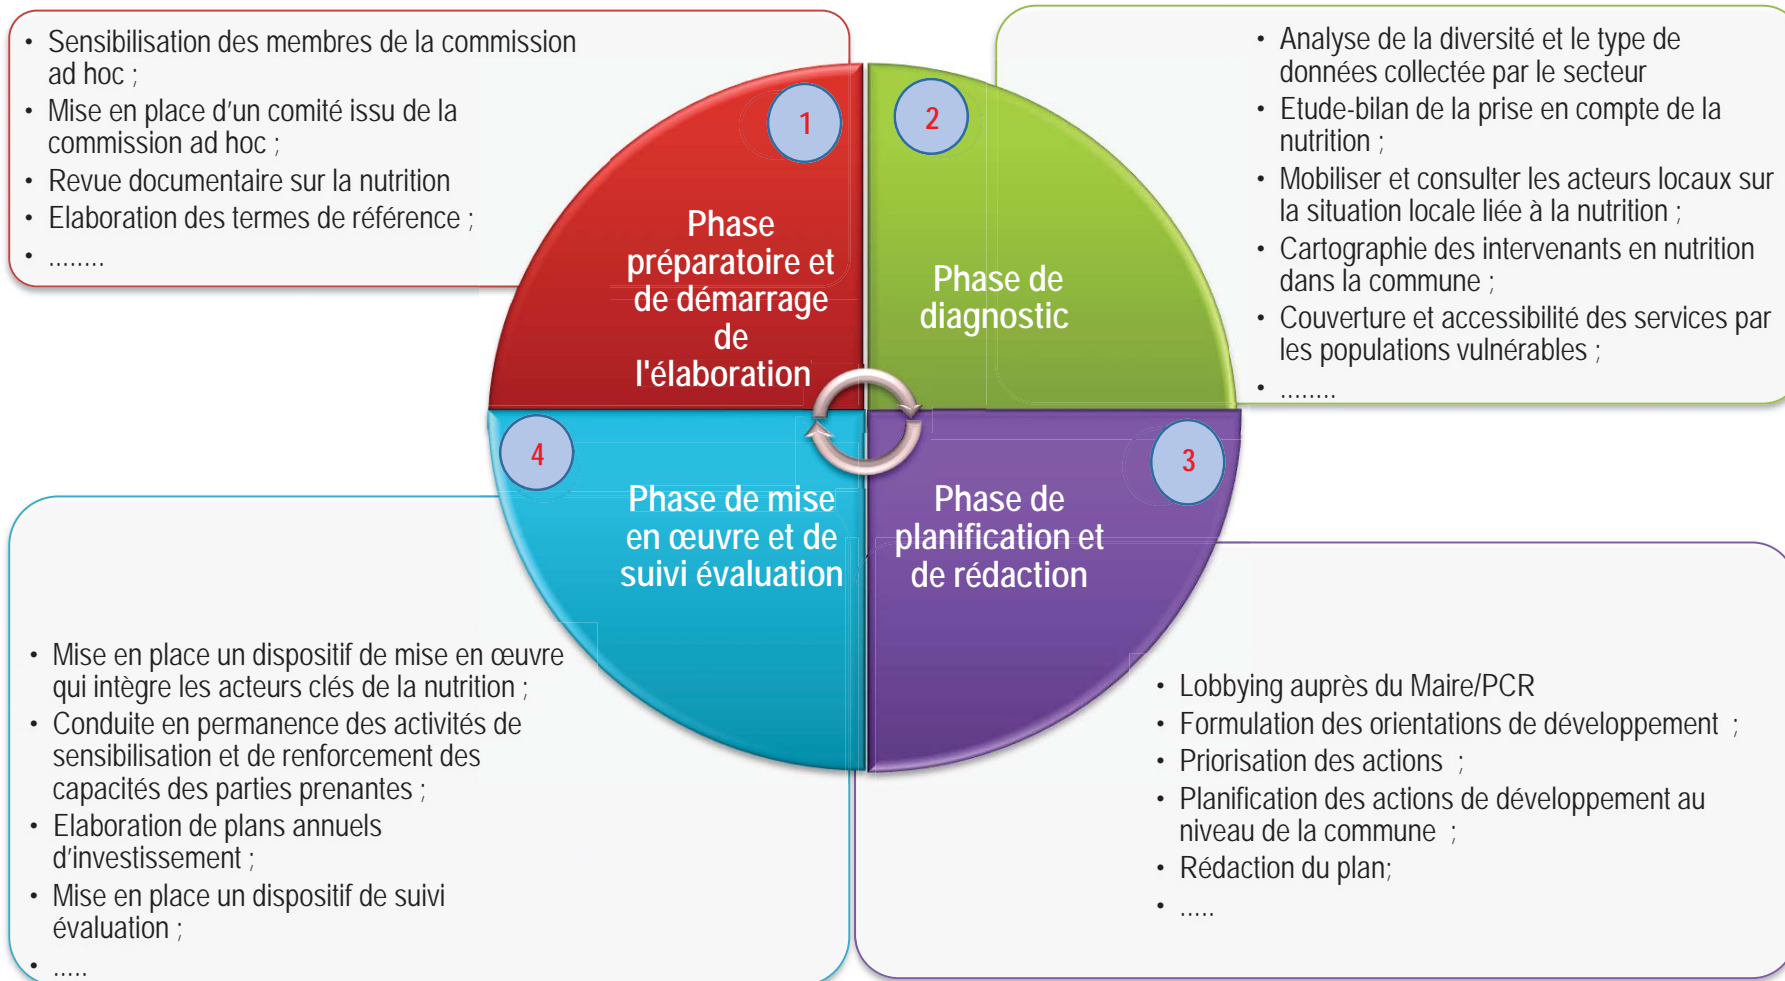 • Sensibilisation des membres de la commission
ad hoc ;
• Mise en place d'un comité issu de la
commission ad hoc ;
• Revue documentaire sur la nutrition
• Elaboration des termes de référence ;
• ........
1
Phase
préparatoire et
de démarrage
de
l'élaboration
2
Phase de
diagnostic
• Analyse de la diversité et le type de
données collectée par le secteur
• Etude-bilan de la prise en compte de la
nutrition ;
• Mobiliser et consulter les acteurs locaux sur
la situation locale liée à la nutrition ;
• Cartographie des intervenants en nutrition
dans la commune ;
• Couverture et accessibilité des services par
les populations vulnérables ;
• ........
4
Phase de mise
en œuvre et de
suivi évaluation
3
Phase de
planification et
de rédaction
• Mise en place un dispositif de mise en œuvre
qui intègre les acteurs clés de la nutrition ;
• Conduite en permanence des activités de
sensibilisation et de renforcement des
capacités des parties prenantes ;
• Elaboration de plans annuels
d'investissement ;
• Mise en place un dispositif de suivi
évaluation ;
• .....
• Lobbying auprès du Maire/PCR
• Formulation des orientations de développement ;
• Priorisation des actions ;
• Planification des actions de développement au
niveau de la commune ;
• Rédaction du plan;
• .....